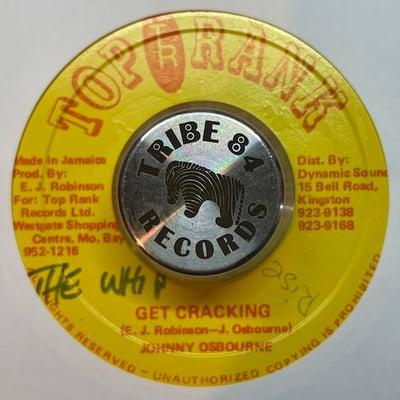 TOP TR RANK
TRIBE 84
RECORDS
Made in Jamaica
Prod. By:
E. J. Robinson
For: Top Rank
Records Ltd.
Westgate Shopping
Centre, Mo. Bay
952-1216
Dist. By:
Dynamic Sound
15 Bell Road,
Kingston
923-9138
923-9168
THE WHIP
Rise
GET CRACKING
(E. J. Robinson—J. Osbourne)
JOHNNY OSBOURNE
RIGHTS RESERVED – UNAUTHORIZED COPYING IS PROHIBITED